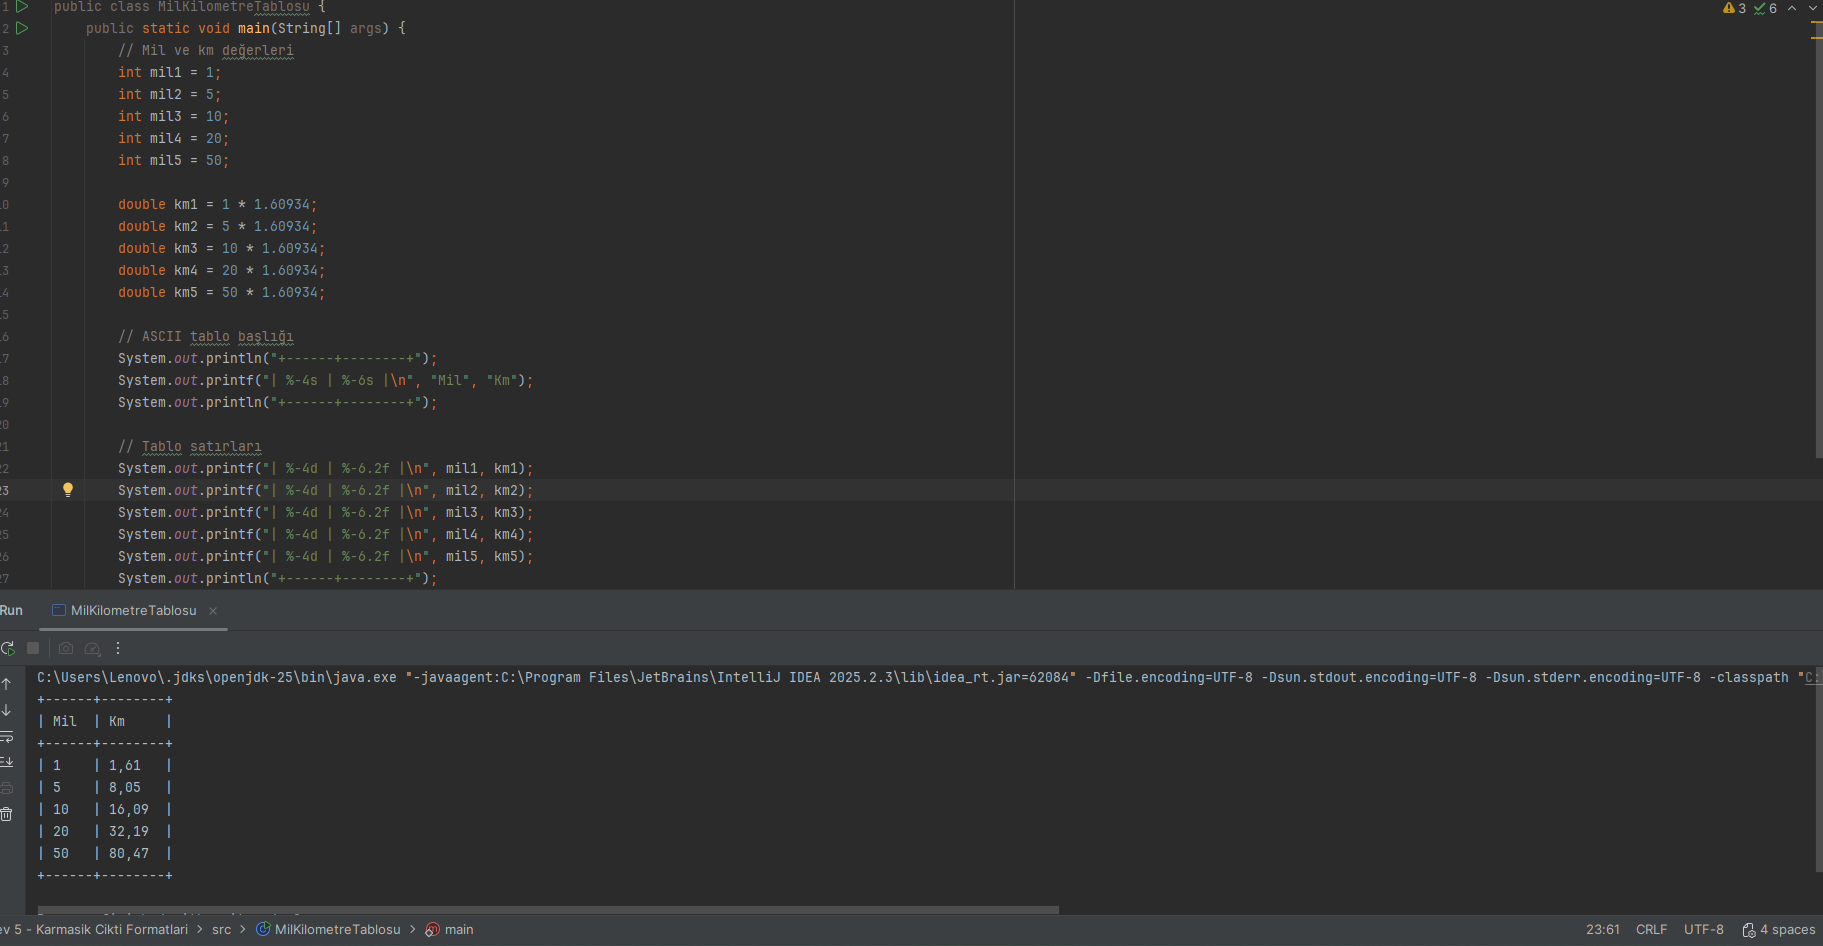 1 public class MilKilometreTablosu {
2 public static void main(String[] args) {
3 // Mil ve km değerleri
4 int mil1 = 1;
5 int mil2 = 5;
6 int mil3 = 10;
7 int mil4 = 20;
8 int mil5 = 50;
9
.0 double km1 = 1 * 1.60934;
.1 double km2 = 5 * 1.60934;
.2 double km3 = 10 * 1.60934;
.3 double km4 = 20 * 1.60934;
.4 double km5 = 50 * 1.60934;
.5
.6 // ASCII tablo başlığı
.7 System.out.println("+------+--------+");
.8 System.out.printf("| %-4s | %-6s |\n", "Mil", "Km");
.9 System.out.println("+------+--------+");
20
21 // Tablo satırları
22 System.out.printf("| %-4d | %-6.2f |\n", mil1, km1);
23 System.out.printf("| %-4d | %-6.2f |\n", mil2, km2);
24 System.out.printf("| %-4d | %-6.2f |\n", mil3, km3);
25 System.out.printf("| %-4d | %-6.2f |\n", mil4, km4);
26 System.out.printf("| %-4d | %-6.2f |\n", mil5, km5);
27 System.out.println("+------+--------+");
3 6
Run MilKilometreTablosu
C:\Users\Lenovo\.jdks\openjdk-25\bin\java.exe "-javaagent:C:\Program Files\JetBrains\IntelliJ IDEA 2025.2.3\lib\idea_rt.jar=62084" -Dfile.encoding=UTF-8 -Dsun.stdout.encoding=UTF-8 -Dsun.stderr.encoding=UTF-8 -classpath "C:
+------+--------+
| Mil | Km |
+------+--------+
| 1 | 1,61 |
| 5 | 8,05 |
| 10 | 16,09 |
| 20 | 32,19 |
| 50 | 80,47 |
+------+--------+
ev 5 - Karmasik Cikti Formatlari > src > MilKilometreTablosu > main 23:61 CRLF UTF-8 4 spaces